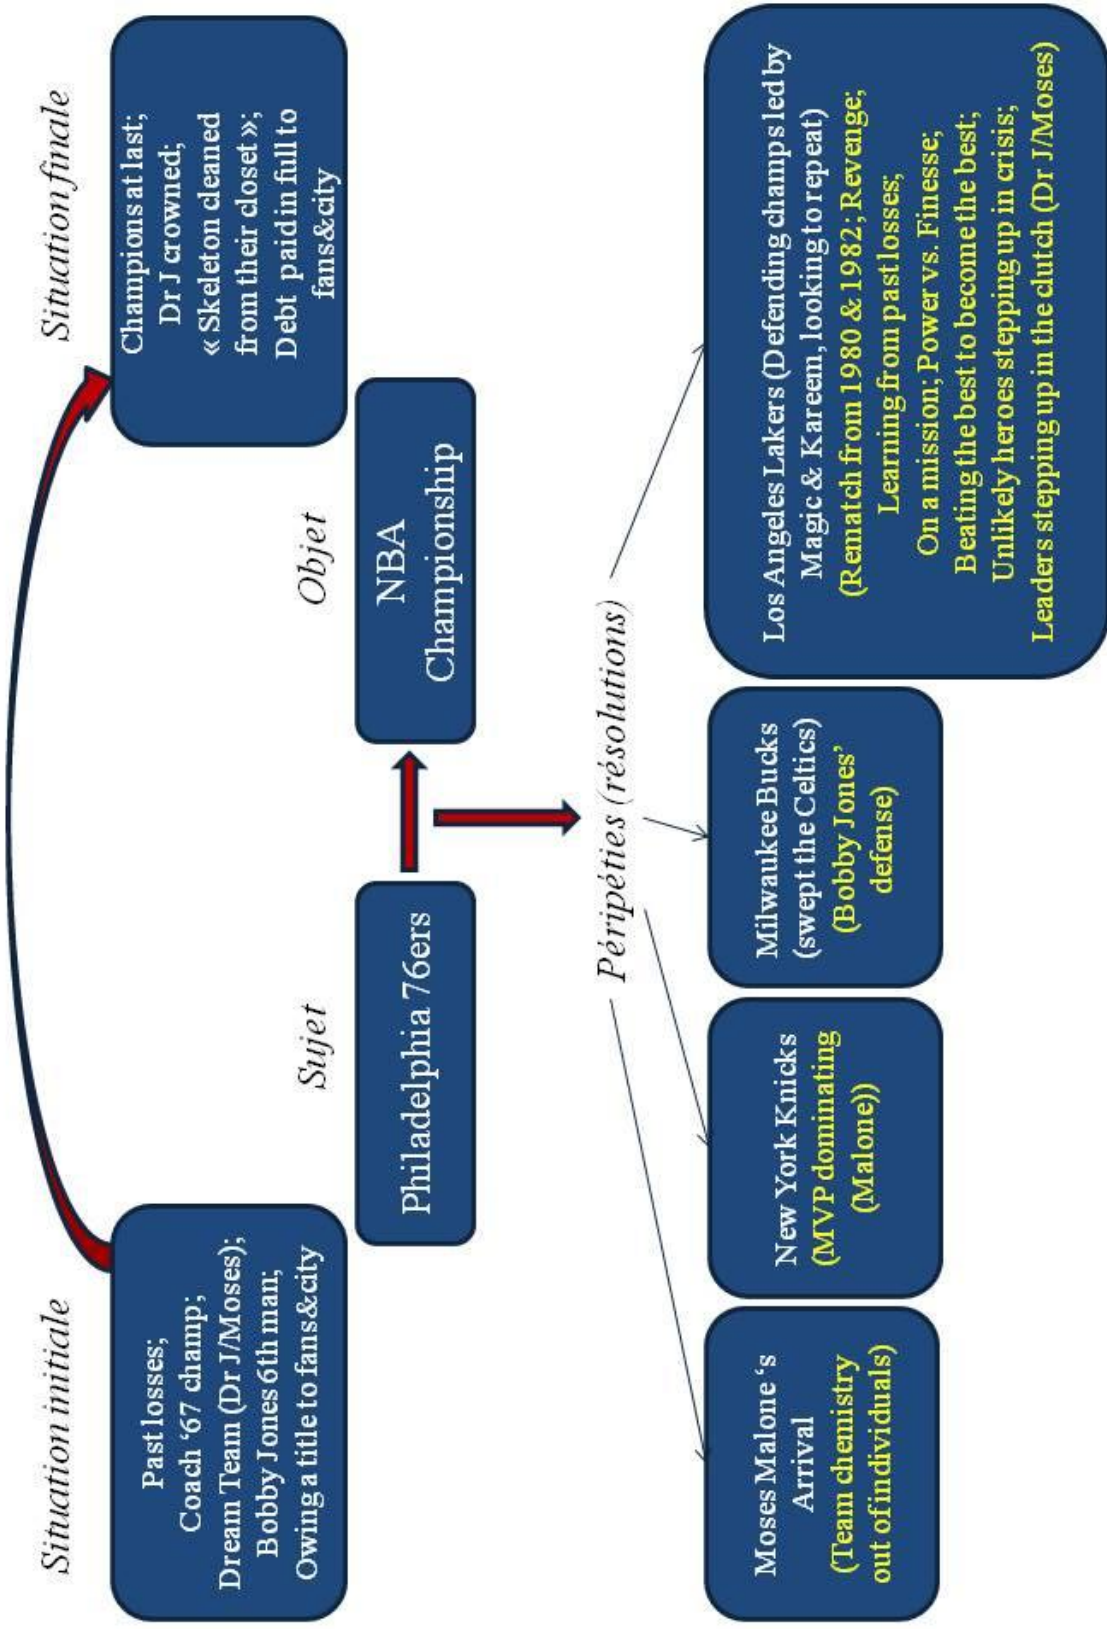 Situation initiale
Past losses;
Coach ‘67 champ;
Dream Team (Dr J/Moses);
Bobby Jones 6th man;
Owing a title to fans&city
Sujet
Philadelphia 76ers
Objet
NBA
Championship
Situation finale
Champions at last;
Dr J crowned;
« Skeleton cleaned
from their closet »;
Debt paid in full to
fans&city
Péripéties (résolutions)
Moses Malone ‘s
Arrival
(Team chemistry
out of individuals)
New York Knicks
(MVP dominating
(Malone))
Milwaukee Bucks
(swept the Celtics)
(Bobby Jones’
defense)
Los Angeles Lakers (Defending champs led by
Magic & Kareem, looking to repeat)
(Rematch from 1980 & 1982; Revenge;
Learning from past losses;
On a mission; Power vs. Finesse;
Beating the best to become the best;
Unlikely heroes stepping up in crisis;
Leaders stepping up in the clutch (Dr J/Moses)